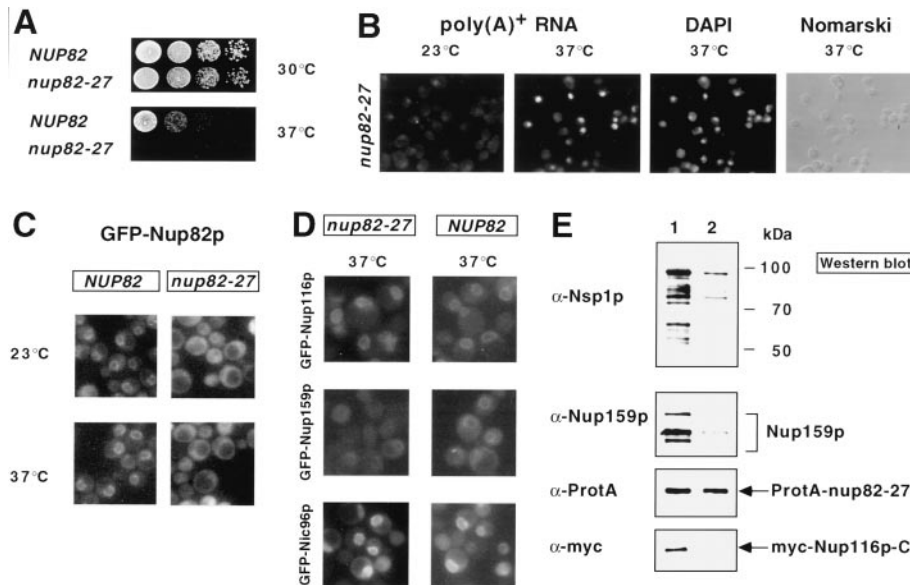 A
NUP82
nup82-27
30°C
NUP82
nup82-27
37°C
B
poly(A)+ RNA DAPI Nomarski
23°C 37°C 37°C 37°C
nup82-27
C
GFP-Nup82p
NUP82 nup82-27
23°C
37°C
D
nup82-27 NUP82
37°C 37°C
GFP-Nup116p
GFP-Nup159p
GFP-Nic96p
E
1 2 kDa
Western blot
α-Nsp1p
100
70
50
α-Nup159p Nup159p
α-ProtA ProtA-nup82-27
α-myc myc-Nup116p-C